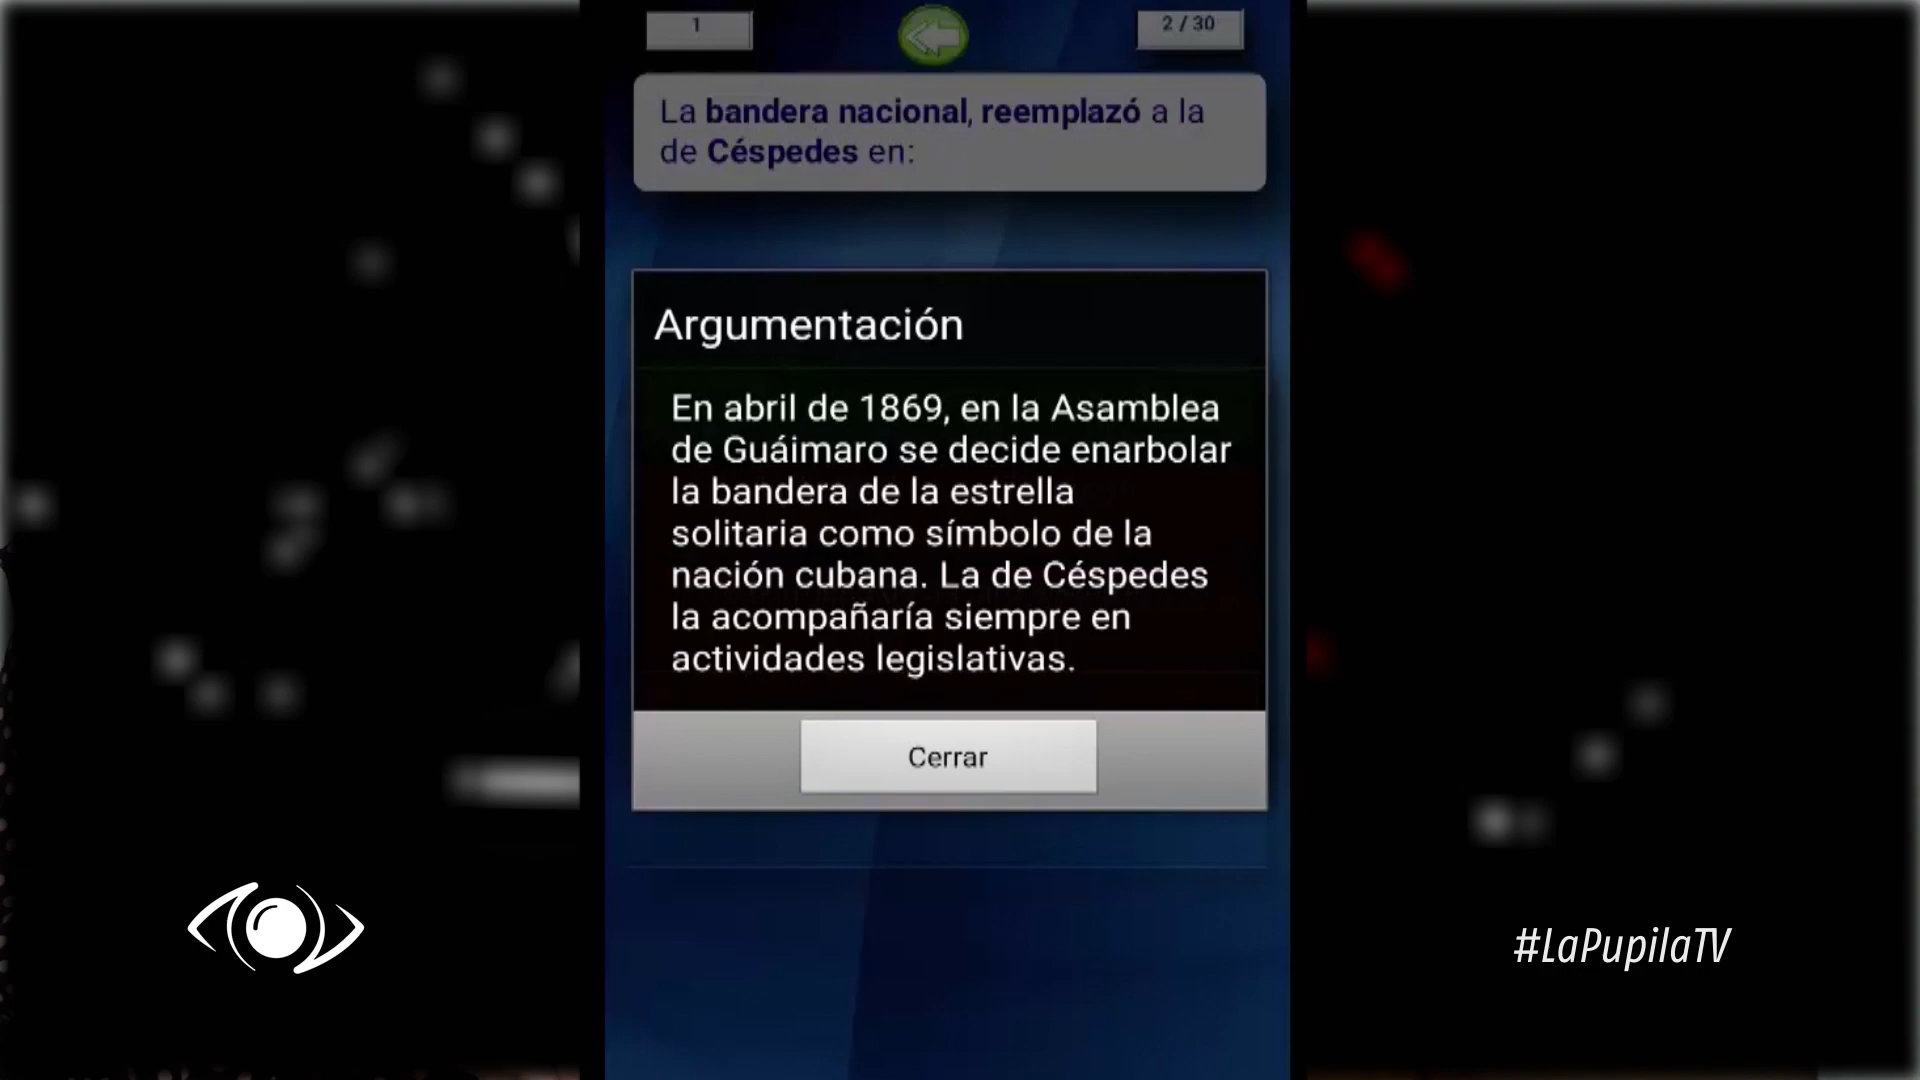 1
2 / 30
La bandera nacional, reemplazó a la
de Céspedes en:
Argumentación
En abril de 1869, en la Asamblea
de Guáimaro se decide enarbolar
la bandera de la estrella
solitaria como símbolo de la
nación cubana. La de Céspedes
la acompañaría siempre en
actividades legislativas.
Cerrar
#LaPupilaTV